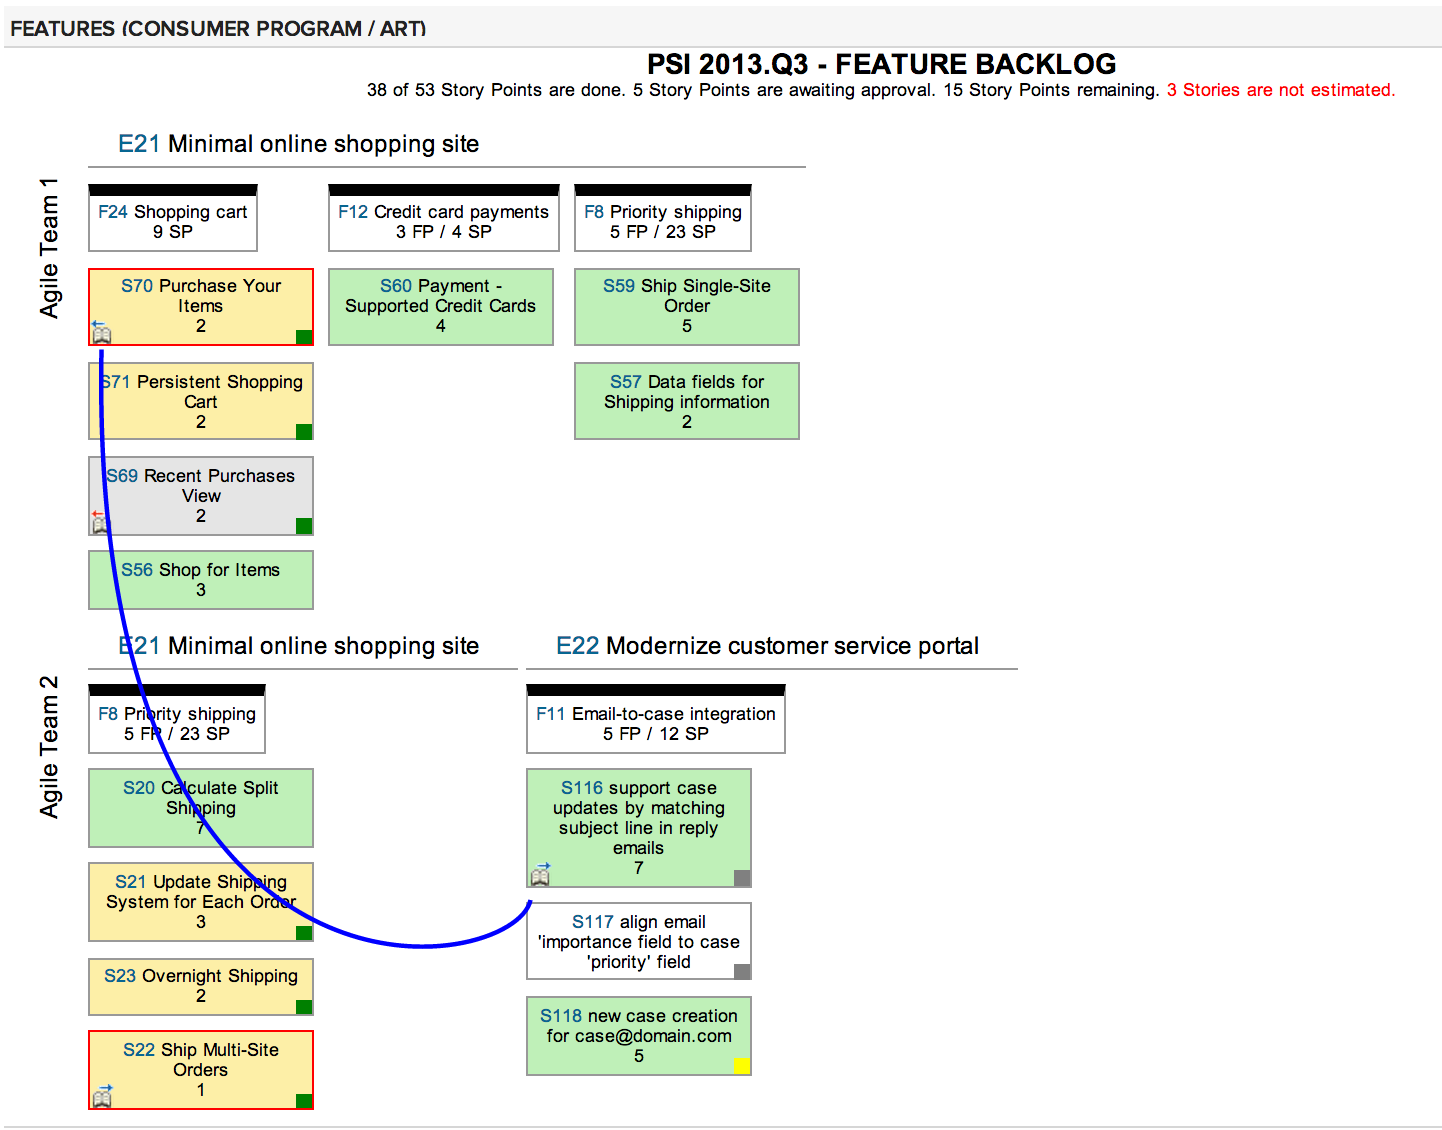 FEATURES (CONSUMER PROGRAM / ART)
PSI 2013.Q3 - FEATURE BACKLOG
38 of 53 Story Points are done. 5 Story Points are awaiting approval. 15 Story Points remaining. 3 Stories are not estimated.
Agile Team 1
E21 Minimal online shopping site
F24 Shopping cart
9 SP
S70 Purchase Your
Items
2
S71 Persistent Shopping
Cart
2
S69 Recent Purchases
View
2
S56 Shop for Items
3
F12 Credit card payments
3 FP / 4 SP
S60 Payment -
Supported Credit Cards
4
F8 Priority shipping
5 FP / 23 SP
S59 Ship Single-Site
Order
5
S57 Data fields for
Shipping information
2
Agile Team 2
E21 Minimal online shopping site
F8 Priority shipping
5 FP / 23 SP
S20 Calculate Split
Shipping
7
S21 Update Shipping
System for Each Order
3
S23 Overnight Shipping
2
S22 Ship Multi-Site
Orders
1
E22 Modernize customer service portal
F11 Email-to-case integration
5 FP / 12 SP
S116 support case
updates by matching
subject line in reply
emails
7
S117 align email
'importance field to case
'priority' field
S118 new case creation
for case@domain.com
5